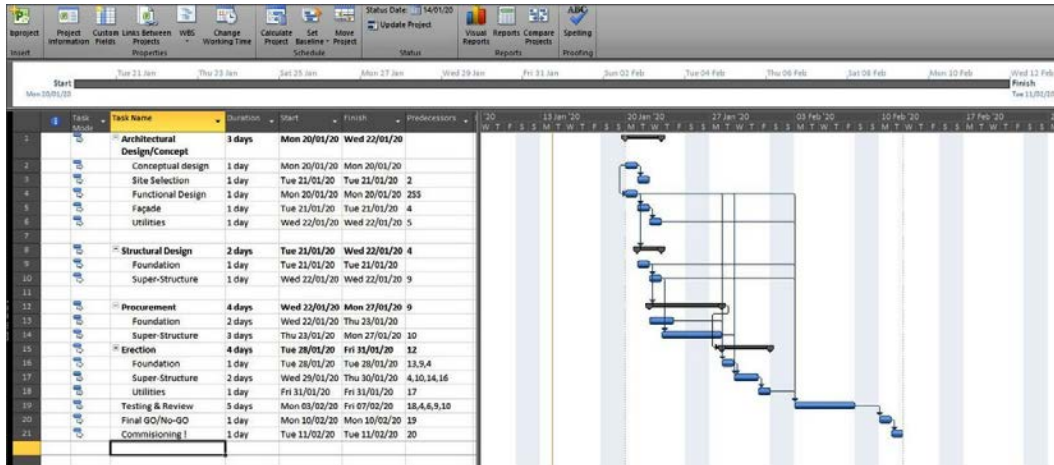 Status Date: 14/01/20
Update Project
bproject
Project Information
Custom Fields
Links Between Projects
WBS
Change Working Time
Calculate Project
Set Baseline
Move Project
Visual Reports
Reports
Compare Projects
ABC
Spelling
Insert
Properties
Schedule
Status
Reports
Proofing
Tue 21 Jan Thu 23 Jan Sat 25 Jan Mon 27 Jan Wed 29 Jan Fri 31 Jan Sun 02 Feb Tue 04 Feb Thu 06 Feb Sat 08 Feb Mon 10 Feb Wed 12 Feb
Start
Mon 20/01/20
Finish
Tue 11/02/20
Task Mode Task Name Duration Start Finish Predecessors
'20 13 Jan '20 20 Jan '20 27 Jan '20 03 Feb '20 10 Feb '20 17 Feb '20
W T F S S M T W T F S S M T W T F S S M T W T F S S M T W T F S S M T W T F S S M T W T F S
1 Architectural Design/Concept 3 days Mon 20/01/20 Wed 22/01/20
2 Conceptual design 1 day Mon 20/01/20 Mon 20/01/20
3 Site Selection 1 day Tue 21/01/20 Tue 21/01/20 2
4 Functional Design 1 day Mon 20/01/20 Mon 20/01/20 2SS
5 Façade 1 day Tue 21/01/20 Tue 21/01/20 4
6 Utilities 1 day Wed 22/01/20 Wed 22/01/20 5
7
8 Structural Design 2 days Tue 21/01/20 Wed 22/01/20 4
9 Foundation 1 day Tue 21/01/20 Tue 21/01/20
10 Super-Structure 1 day Wed 22/01/20 Wed 22/01/20 9
11
12 Procurement 4 days Wed 22/01/20 Mon 27/01/20 9
13 Foundation 2 days Wed 22/01/20 Thu 23/01/20
14 Super-Structure 3 days Thu 23/01/20 Mon 27/01/20 10
15 Erection 4 days Tue 28/01/20 Fri 31/01/20 12
16 Foundation 1 day Tue 28/01/20 Tue 28/01/20 13,9,4
17 Super-Structure 2 days Wed 29/01/20 Thu 30/01/20 4,10,14,16
18 Utilities 1 day Fri 31/01/20 Fri 31/01/20 17
19 Testing & Review 5 days Mon 03/02/20 Fri 07/02/20 18,4,6,9,10
20 Final GO/No-GO 1 day Mon 10/02/20 Mon 10/02/20 19
21 Commisioning ! 1 day Tue 11/02/20 Tue 11/02/20 20